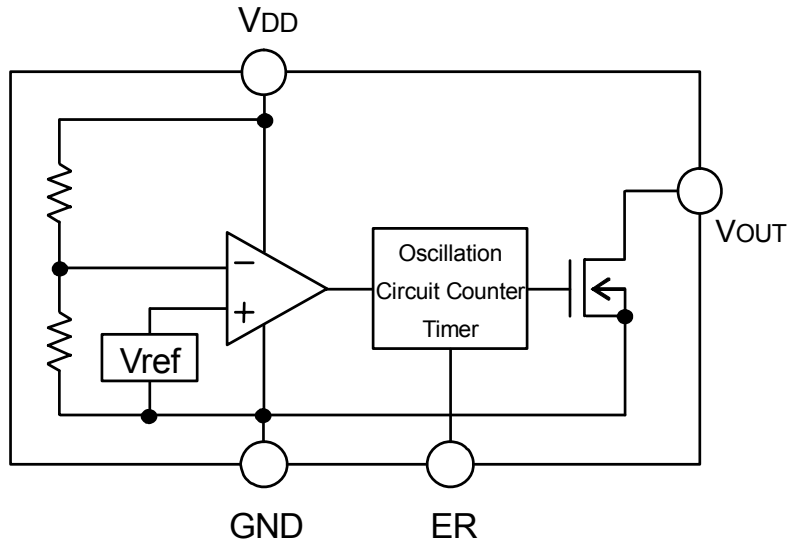 VDD
VOUT
Oscillation
Circuit Counter
Timer
−
+
Vref
GND
ER